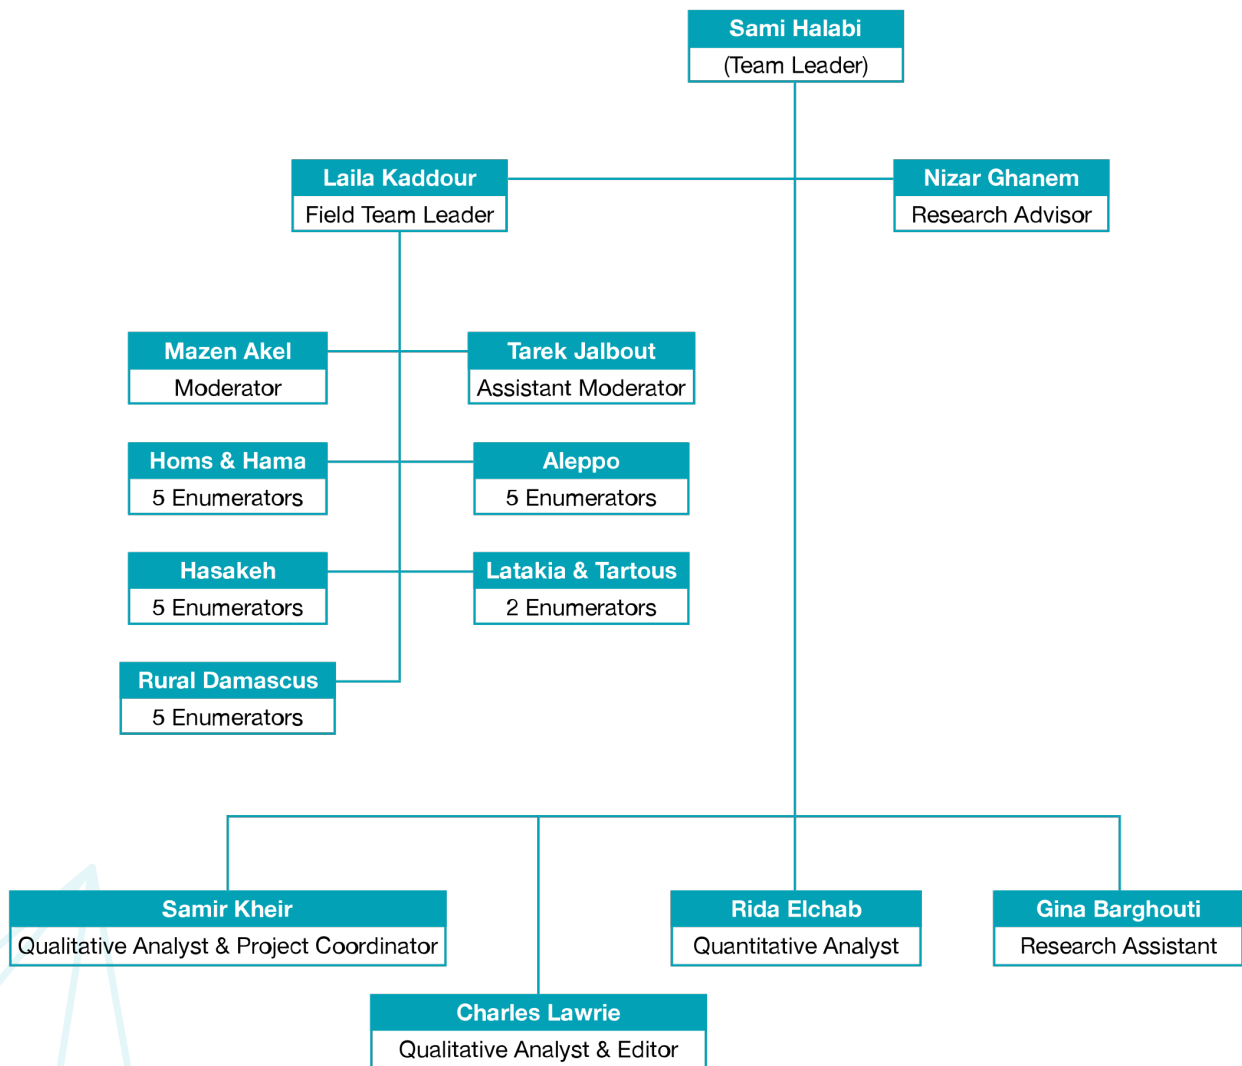 Sami Halabi
(Team Leader)
Laila Kaddour
Field Team Leader
Nizar Ghanem
Research Advisor
Mazen Akel
Moderator
Tarek Jalbout
Assistant Moderator
Homs & Hama
5 Enumerators
Aleppo
5 Enumerators
Hasakeh
5 Enumerators
Latakia & Tartous
2 Enumerators
Rural Damascus
5 Enumerators
Samir Kheir
Qualitative Analyst & Project Coordinator
Rida Elchab
Quantitative Analyst
Gina Barghouti
Research Assistant
Charles Lawrie
Qualitative Analyst & Editor